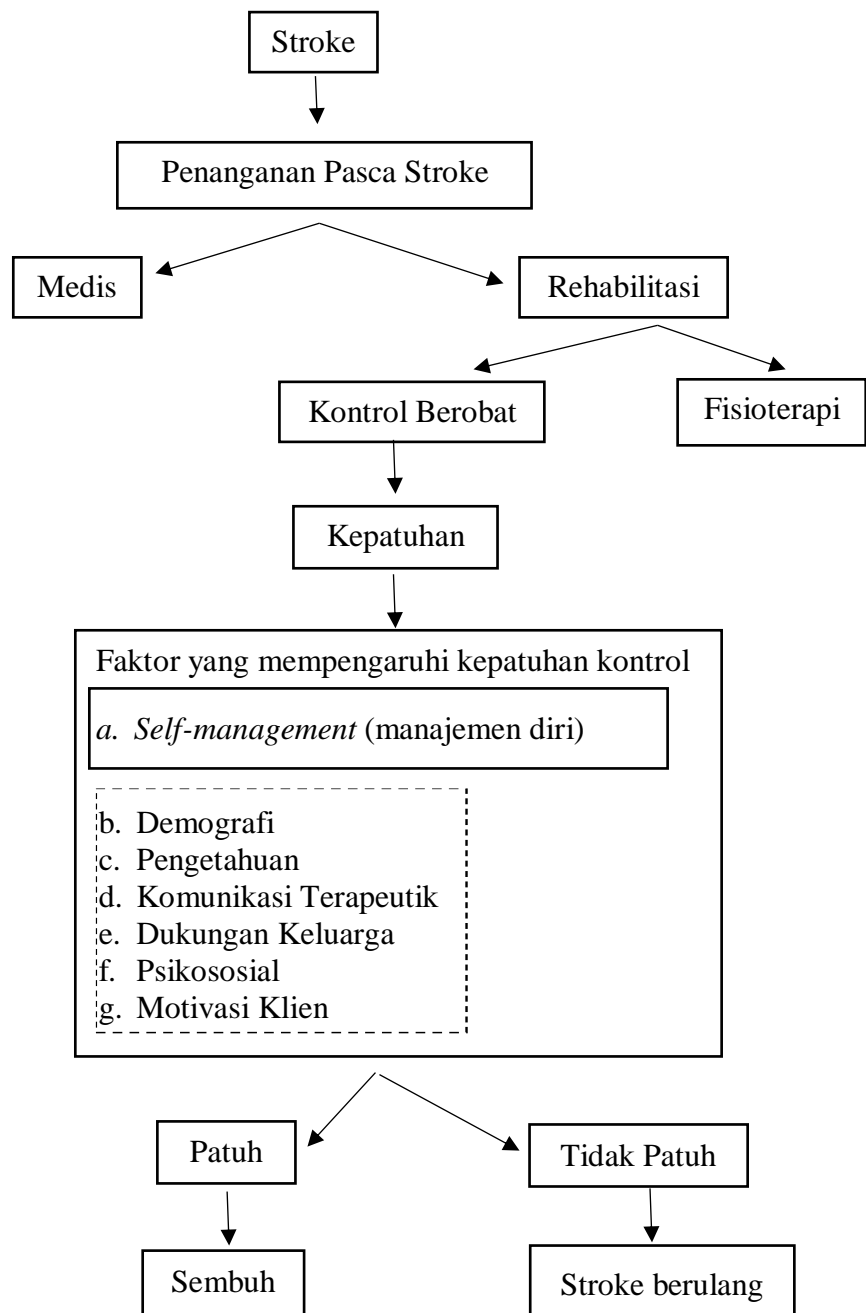 Stroke
Penanganan Pasca Stroke
Medis
Rehabilitasi
Kontrol Berobat
Fisioterapi
Kepatuhan
Faktor yang mempengaruhi kepatuhan kontrol
a. Self-management (manajemen diri)
b. Demografi
c. Pengetahuan
d. Komunikasi Terapeutik
e. Dukungan Keluarga
f. Psikososial
g. Motivasi Klien
Patuh
Tidak Patuh
Sembuh
Stroke berulang